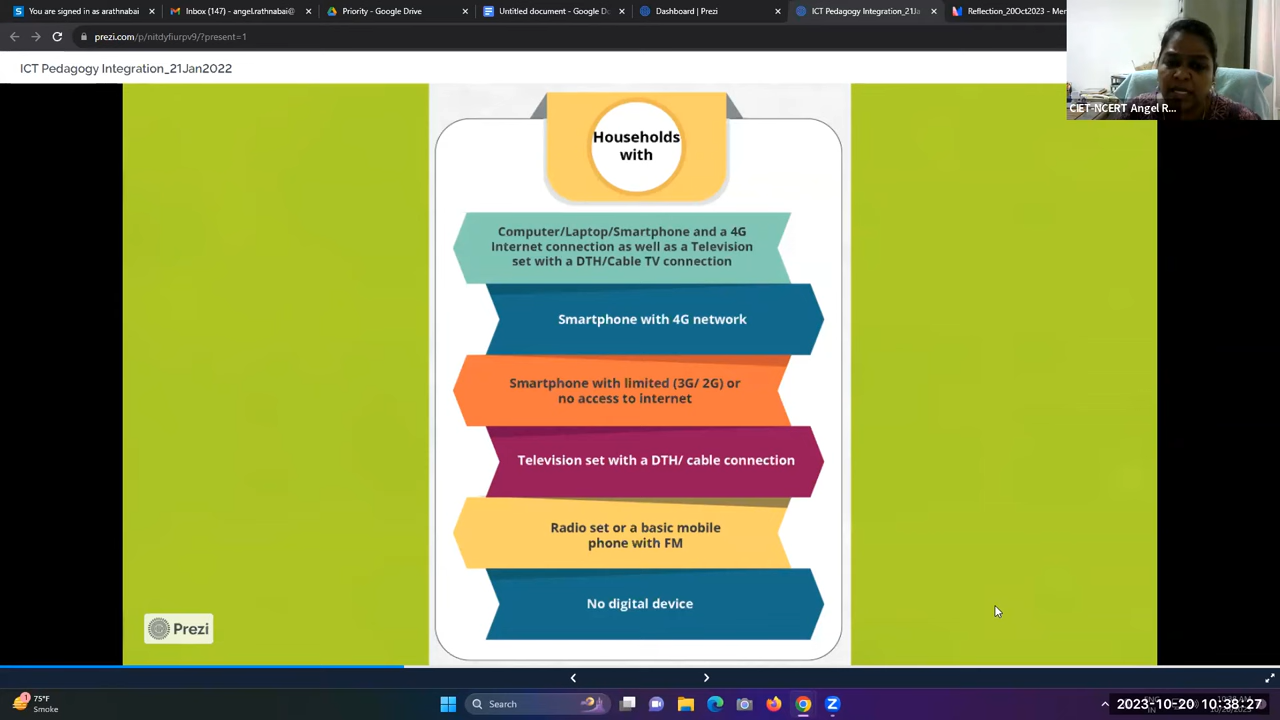 You are signed in as arathnabai
Inbox (147) - angel.rathnabai@
Priority - Google Drive
Untitled document - Google Do
Dashboard | Prezi
ICT Pedagogy Integration_21Ja
Reflection_20Oct2023 - Men
prezi.com/p/nitdyfiurpv9/?present=1
ICT Pedagogy Integration_21Jan2022
CIET-NCERT Angel R...
Households
with
Computer/Laptop/Smartphone and a 4G
Internet connection as well as a Television
set with a DTH/Cable TV connection
Smartphone with 4G network
Smartphone with limited (3G/ 2G) or
no access to internet
Television set with a DTH/ cable connection
Radio set or a basic mobile
phone with FM
No digital device
Prezi
75°F
Smoke
Search
2023-10-20 10:38:27